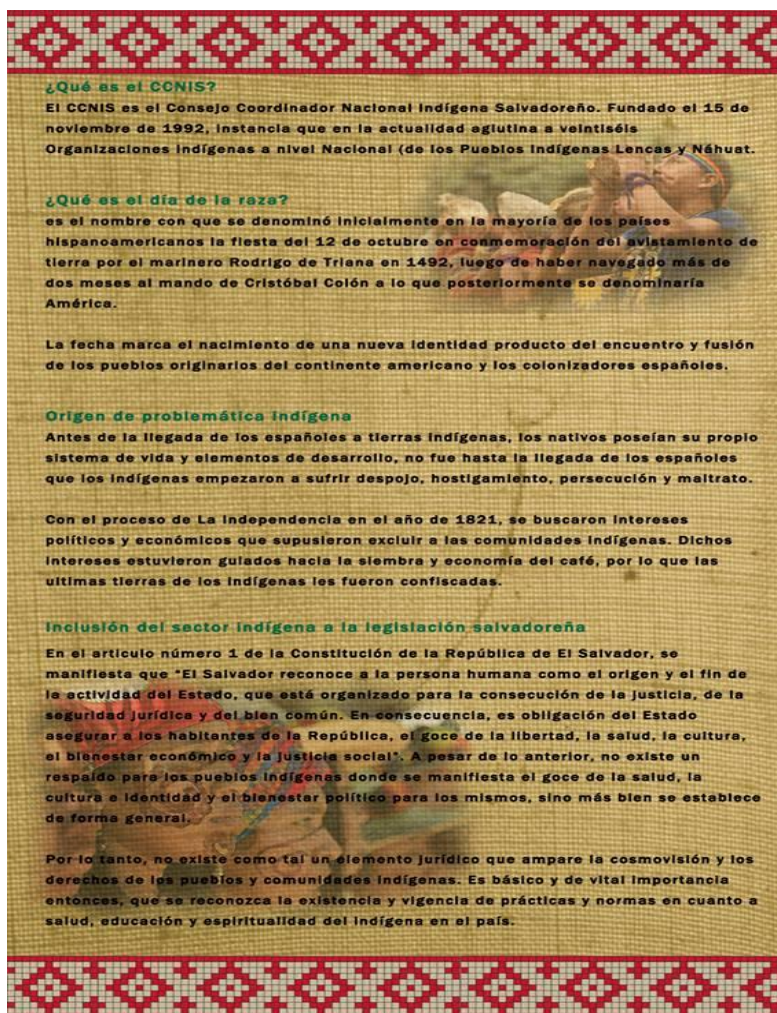 ¿Qué es el CCNIS?
El CCNIS es el Consejo Coordinador Nacional Indígena Salvadoreño. Fundado el 15 de
noviembre de 1992, instancia que en la actualidad aglutina a veintiséis
Organizaciones Indígenas a nivel Nacional (de los Pueblos Indígenas Lencas y Náhuat.
¿Qué es el día de la raza?
es el nombre con que se denominó inicialmente en la mayoría de los países
hispanoamericanos la fiesta del 12 de octubre en conmemoración del avistamiento de
tierra por el marinero Rodrigo de Triana en 1492, luego de haber navegado más de
dos meses al mando de Cristóbal Colón a lo que posteriormente se denominaría
América.
La fecha marca el nacimiento de una nueva identidad producto del encuentro y fusión
de los pueblos originarios del continente americano y los colonizadores españoles.
Origen de problemática indígena
Antes de la llegada de los españoles a tierras indígenas, los nativos poseían su propio
sistema de vida y elementos de desarrollo, no fue hasta la llegada de los españoles
que los indígenas empezaron a sufrir despojo, hostigamiento, persecución y maltrato.
Con el proceso de La independencia en el año de 1821, se buscaron intereses
políticos y económicos que supusieron excluir a las comunidades indígenas. Dichos
intereses estuvieron guiados hacia la siembra y economía del café, por lo que las
ultimas tierras de los indígenas les fueron confiscadas.
Inclusión del sector indígena a la legislación salvadoreña
En el articulo número 1 de la Constitución de la República de El Salvador, se
manifiesta que "El Salvador reconoce a la persona humana como el origen y el fin de
la actividad del Estado, que está organizado para la consecución de la justicia, de la
seguridad jurídica y del bien común. En consecuencia, es obligación del Estado
asegurar a los habitantes de la República, el goce de la libertad, la salud, la cultura,
el bienestar económico y la justicia social". A pesar de lo anterior, no existe un
respaldo para los pueblos indígenas donde se manifiesta el goce de la salud, la
cultura e identidad y el bienestar político para los mismos, sino más bien se establece
de forma general.
Por lo tanto, no existe como tal un elemento jurídico que ampare la cosmovisión y los
derechos de los pueblos y comunidades indígenas. Es básico y de vital importancia
entonces, que se reconozca la existencia y vigencia de prácticas y normas en cuanto a
salud, educación y espiritualidad del indígena en el país.